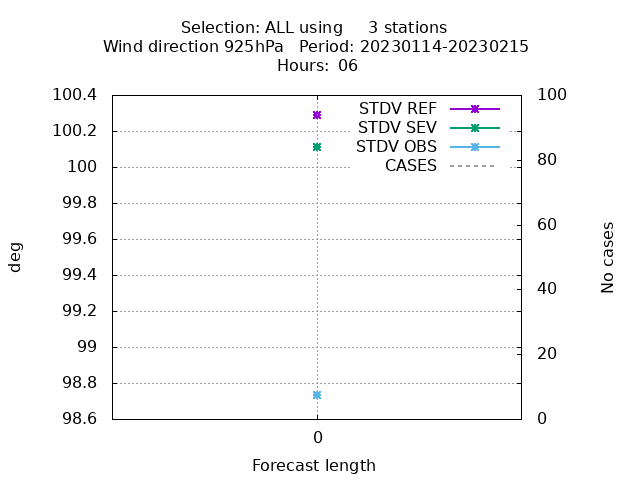 Selection: ALL using     3 stations
Wind direction 925hPa   Period: 20230114-20230215
Hours: 06
100.4
100.2
100
99.8
99.6
99.4
99.2
99
98.8
98.6
100
80
60
40
20
0
STDV REF
STDV SEV
STDV OBS
CASES
deg
No cases
0
Forecast length